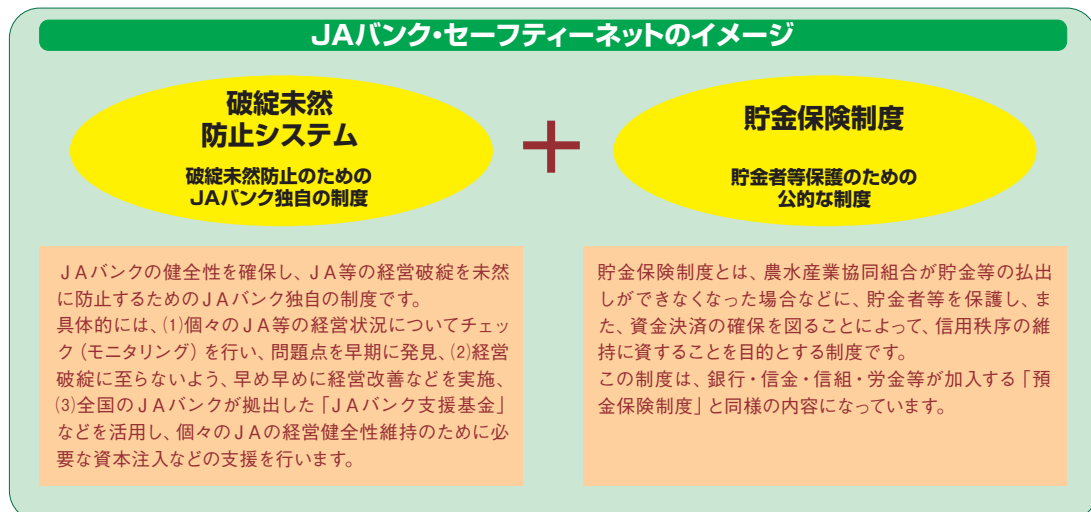 JAバンク・セーフティーネットのイメージ
破綻未然
防止システム
破綻未然防止のための
JAバンク独自の制度
+
貯金保険制度
貯金者等保護のための
公的な制度
JAバンクの健全性を確保し、JA等の経営破綻を未然
に防止するためのJAバンク独自の制度です。
具体的には、⑴個々のJA等の経営状況についてチェッ
ク（モニタリング）を行い、問題点を早期に発見、⑵経営
破綻に至らないよう、早め早めに経営改善などを実施、
⑶全国のJAバンクが拠出した「JAバンク支援基金」
などを活用し、個々のJAの経営健全性維持のために必
要な資本注入などの支援を行います。
貯金保険制度とは、農水産業協同組合が貯金等の払出
しができなくなった場合などに、貯金者等を保護し、ま
た、資金決済の確保を図ることによって、信用秩序の維
持に資することを目的とする制度です。
この制度は、銀行・信金・信組・労金等が加入する「預
金保険制度」と同様の内容になっています。